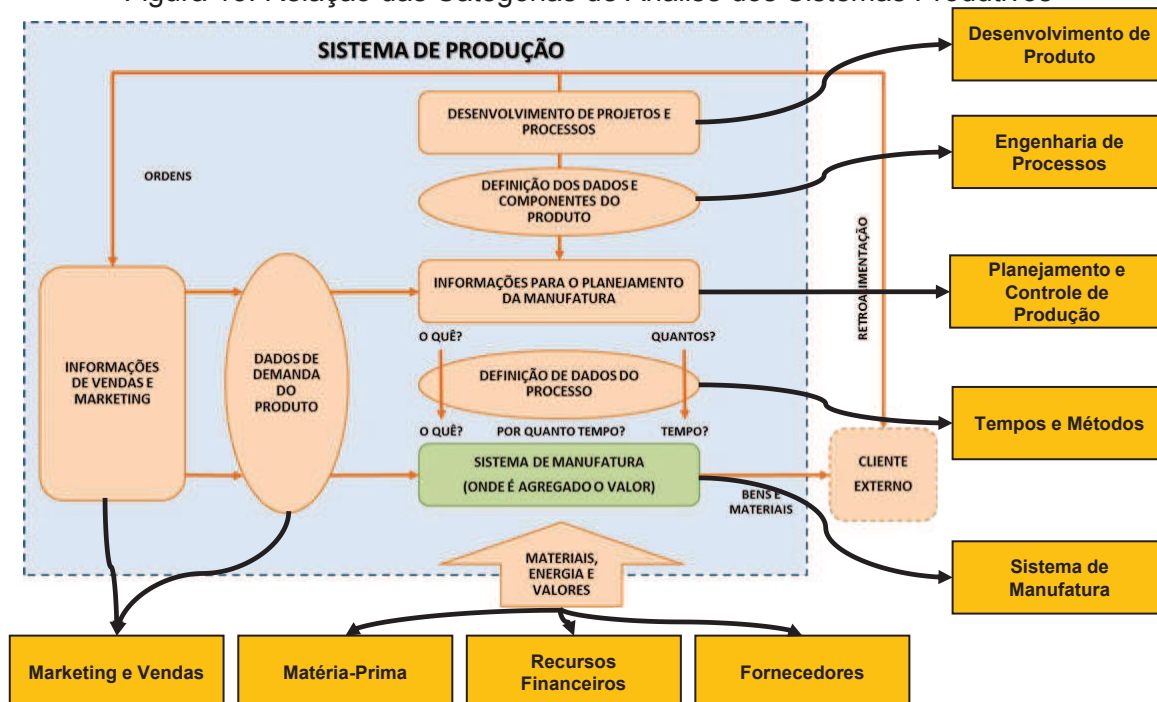 SISTEMA DE PRODUÇÃO
Desenvolvimento de
Produto
DESENVOLVIMENTO DE PROJETOS E
PROCESSOS
Engenharia de
Processos
ORDENS
DEFINIÇÃO DOS DADOS E
COMPONENTES DO
PRODUTO
RETROALIMENTAÇÃO
INFORMAÇÕES PARA O PLANEJAMENTO
DA MANUFATURA
Planejamento e
Controle de
Produção
O QUÊ?
QUANTOS?
INFORMAÇÕES
DE VENDAS E
MARKETING
DADOS DE
DEMANDA
DO
PRODUTO
DEFINIÇÃO DE DADOS DO
PROCESSO
Tempos e Métodos
O QUÊ?
POR QUANTO TEMPO?
TEMPO?
SISTEMA DE MANUFATURA
(ONDE É AGREGADO O VALOR)
CLIENTE
EXTERNO
BENS E
MATERIAIS
MATERIAIS,
ENERGIA E
VALORES
Sistema de
Manufatura
Marketing e Vendas
Matéria-Prima
Recursos
Financeiros
Fornecedores